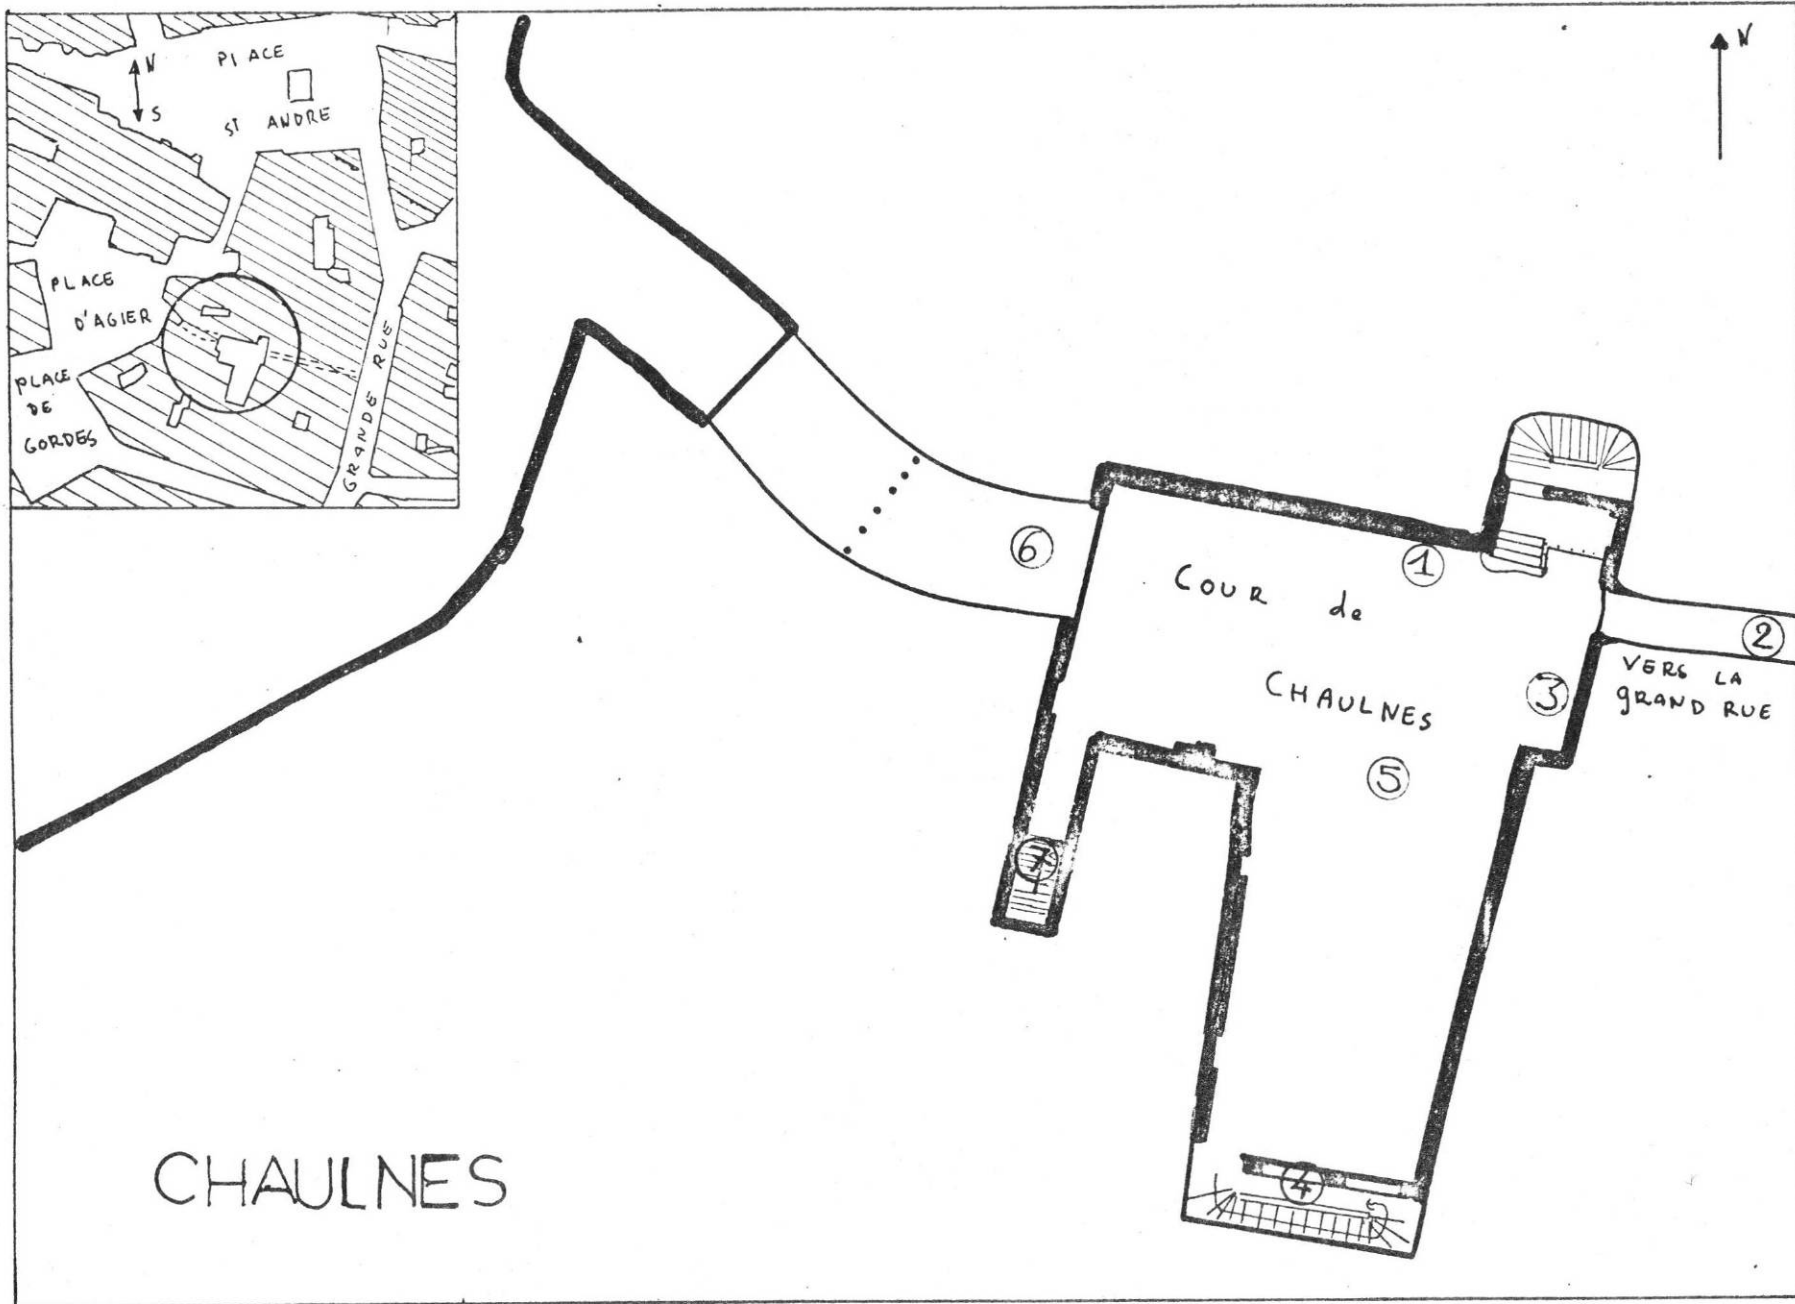 PLACE
N
S
ST ANDRE
PLACE
D'AGIER
PLACE
DE
GORDES
GRANDE RUE
N
6
1
COUR de
CHAULNES
2
VERS LA
GRAND RUE
3
5
7
4
CHAULNES